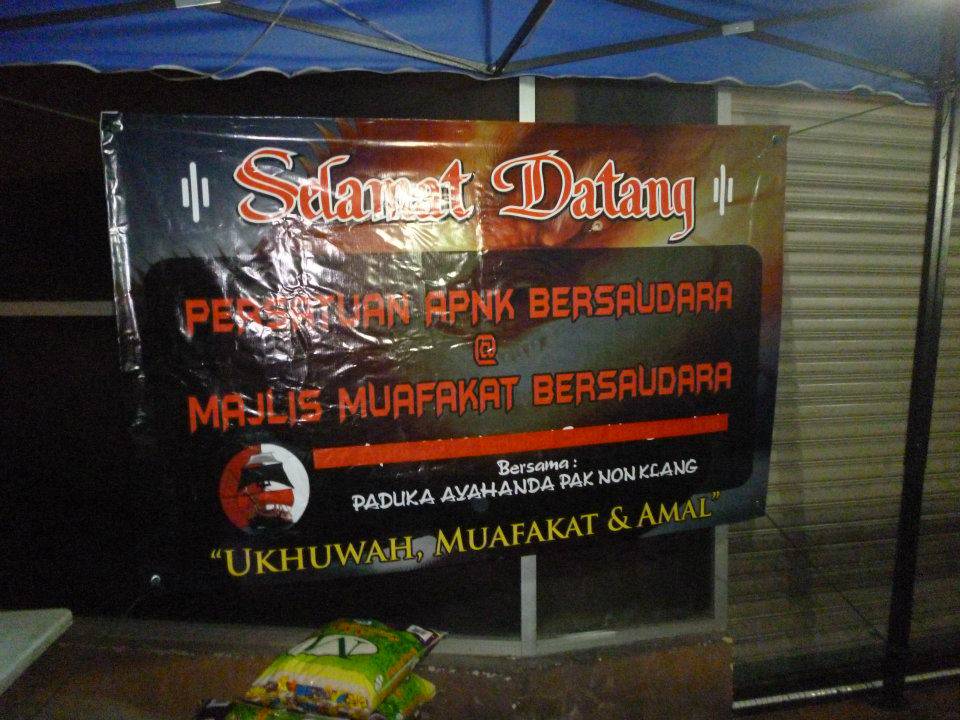 Selamat Datang
PERSATUAN APNK BERSAUDARA
@
MAJLIS MUAFAKAT BERSAUDARA
Bersama :
PADUKA AYAHANDA PAK NON KLANG
"UKHUWAH, MUAFAKAT & AMAL"